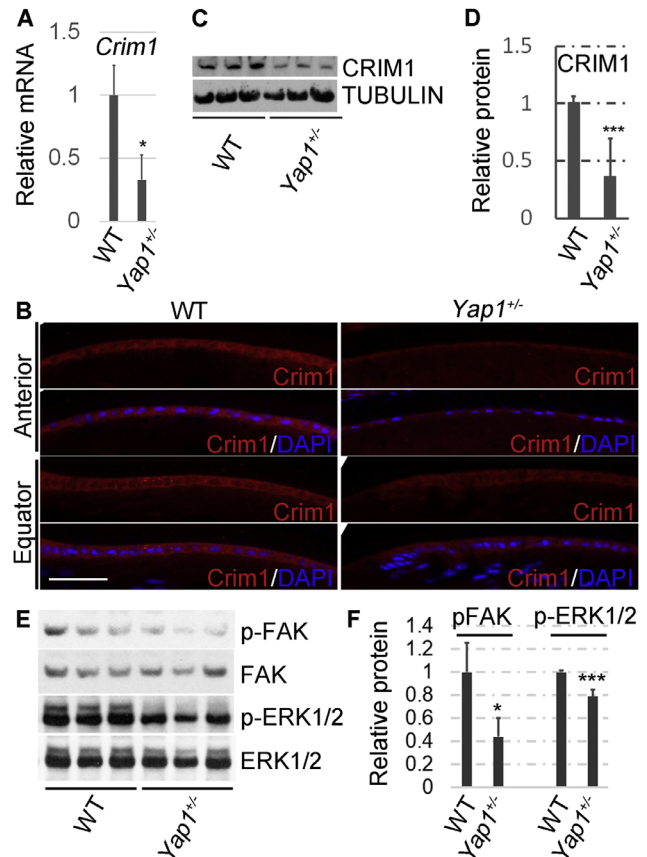 A
Relative mRNA
1.5
1
0.5
0
Crim1
*
WT
Yap1+/-
C
CRIM1
TUBULIN
WT
Yap1+/-
D
Relative protein
1.5
1
0.5
0
CRIM1
***
WT
Yap1+/-
B
WT
Yap1+/-
Anterior
Crim1
Crim1
Crim1/DAPI
Crim1/DAPI
Equator
Crim1
Crim1
Crim1/DAPI
Crim1/DAPI
E
p-FAK
FAK
p-ERK1/2
ERK1/2
WT
Yap1+/-
F
pFAK
p-ERK1/2
Relative protein
1.4
1.2
1
0.8
0.6
0.4
0.2
0
*
***
WT
Yap1+/-
WT
Yap1+/-